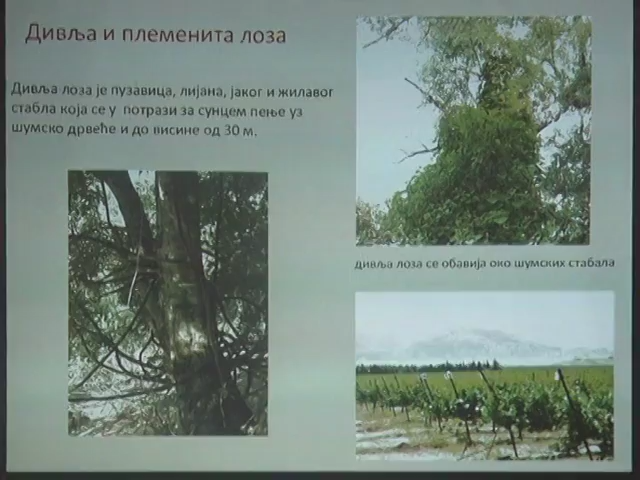 Дивља и племенита лоза
Дивља лоза је пузавица, лијана, јаког и жилавог
стабла која се у потрази за сунцем пење уз
шумско дрвеће и до висине од 30 м.
дивља лоза се обавија око шумских стабала